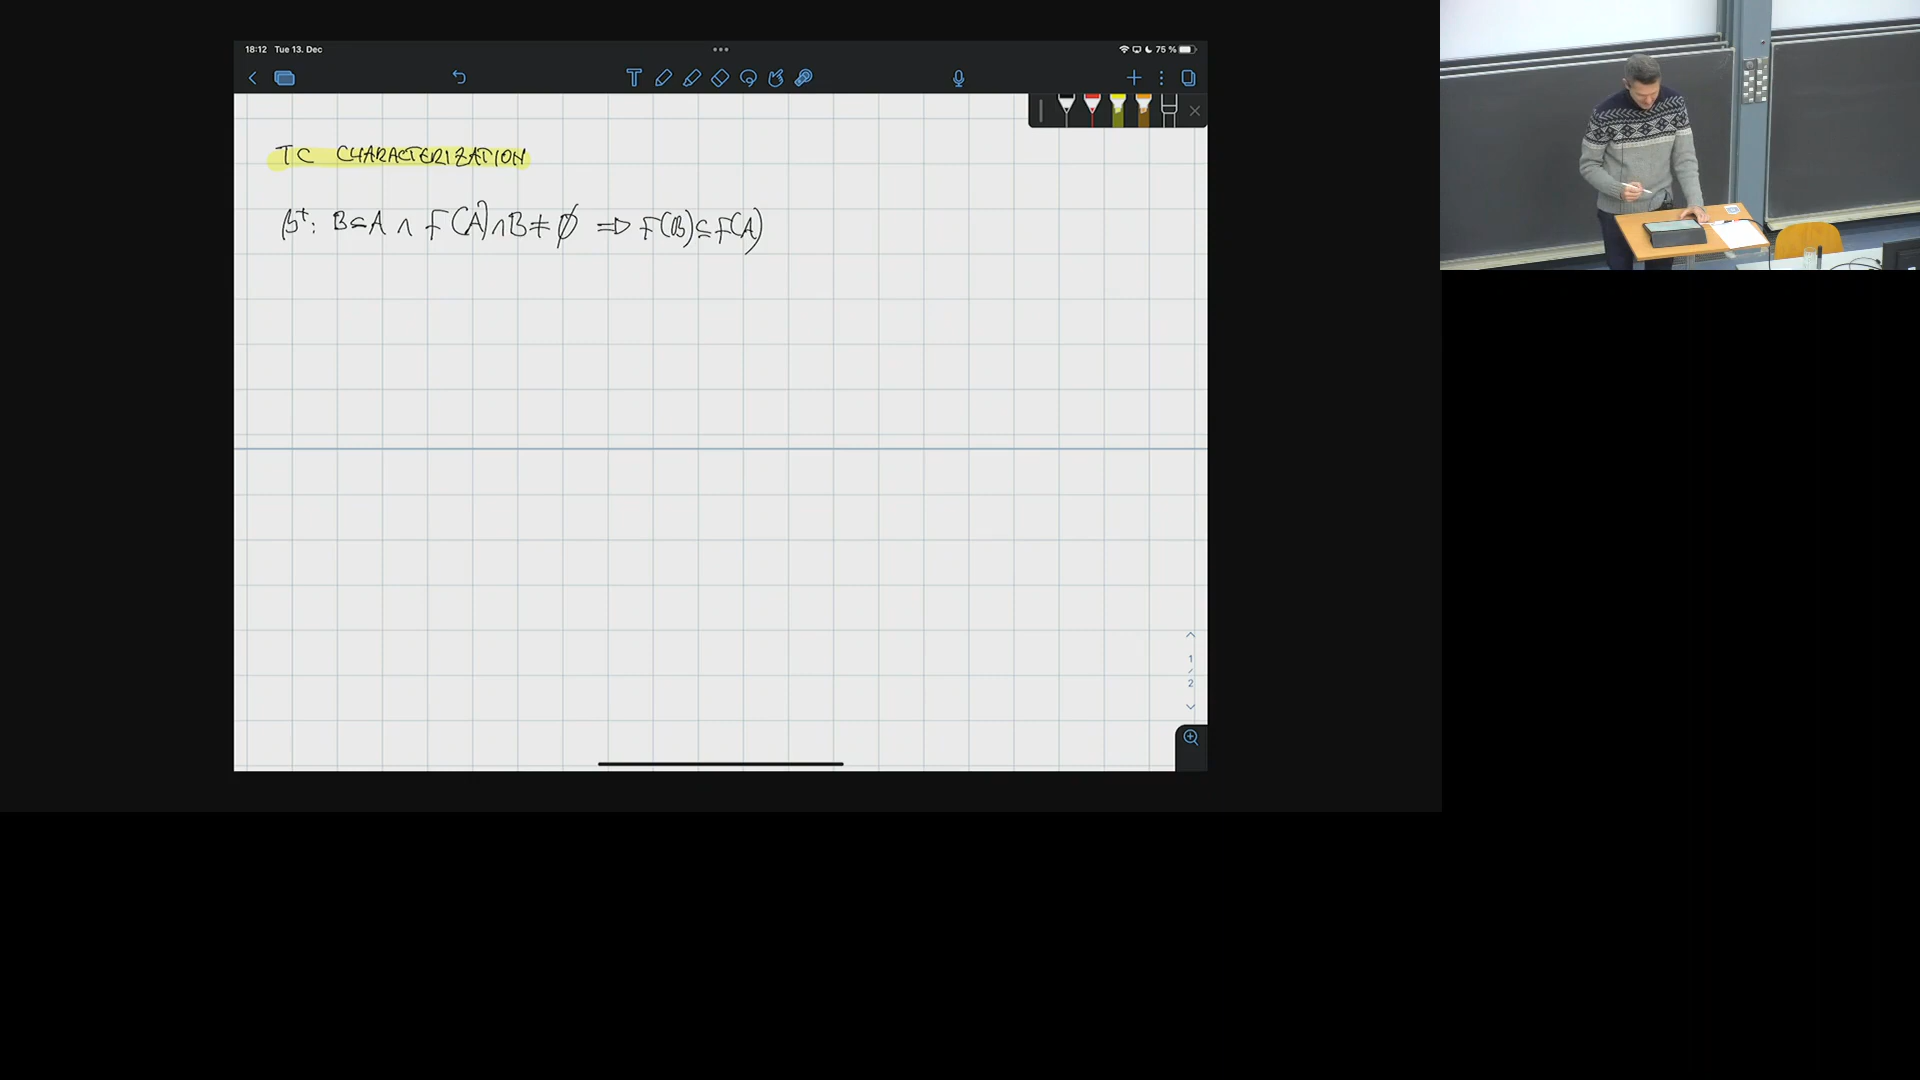 18:12 Tue 13. Dec
75 %
TC CHARACTERIZATION
β⁺: B⊆A ∧ f(A)∩B≠∅ ⇒ f(B)⊆f(A)
1
/
2